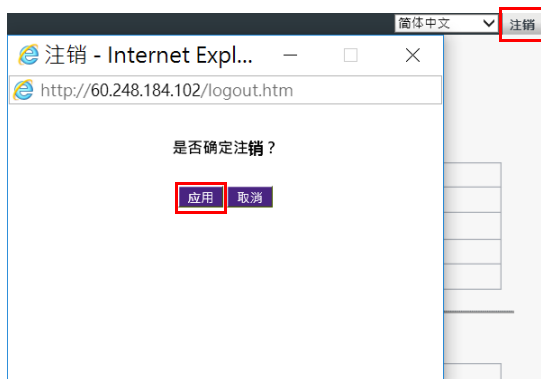 简体中文 注销
注销 - Internet Expl...
http://60.248.184.102/logout.htm
是否确定注销？
应用 取消